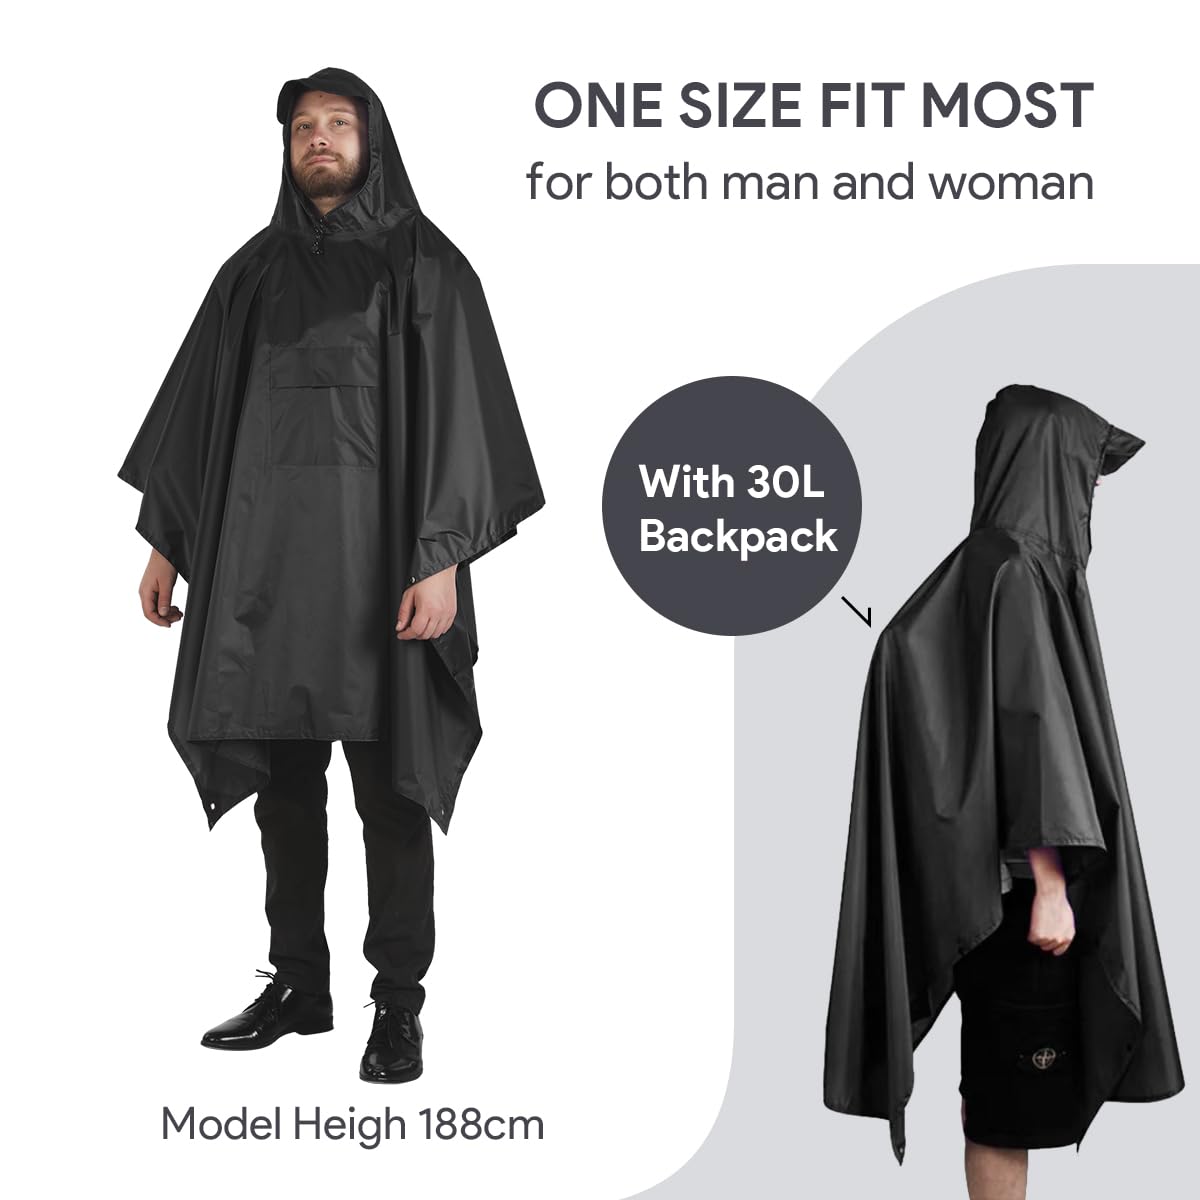 ONE SIZE FIT MOST
for both man and woman
With 30L
Backpack
Model Heigh 188cm